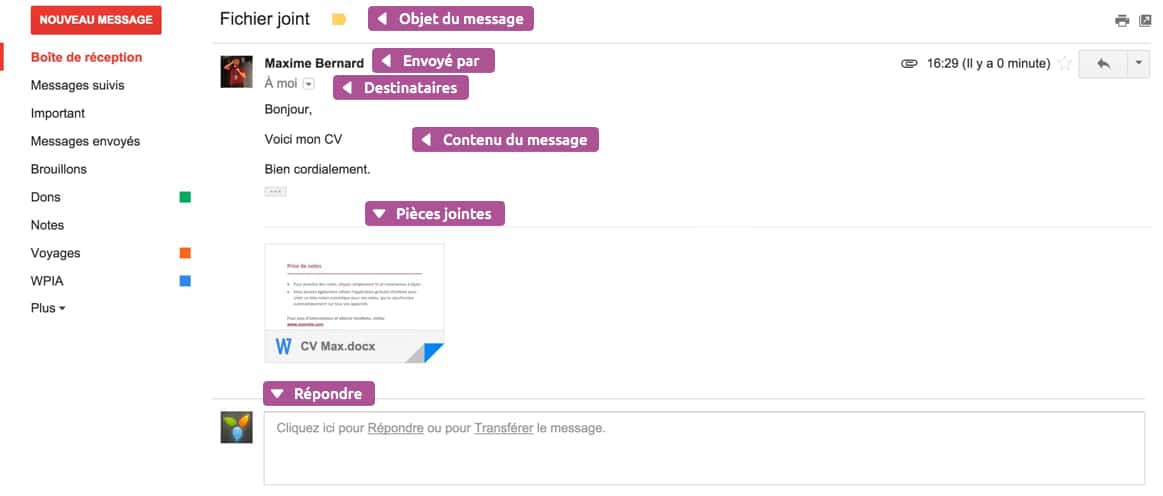 NOUVEAU MESSAGE
Boîte de réception
Messages suivis
Important
Messages envoyés
Brouillons
Dons
Notes
Voyages
WPIA
Plus
Fichier joint
Objet du message
Maxime Bernard
Envoyé par
16:29 (Il y a 0 minute)
À moi
Destinataires
Bonjour,
Voici mon CV
Contenu du message
Bien cordialement.
Pièces jointes
Prise de notes
W CV Max.docx
Répondre
Cliquez ici pour Répondre ou pour Transférer le message.